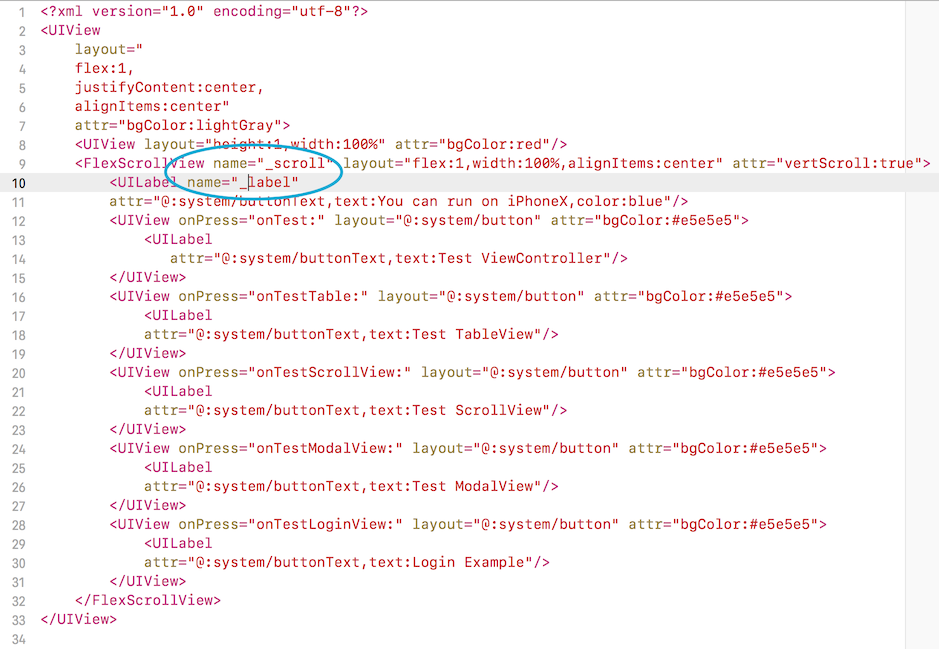 1 <?xml version="1.0" encoding="utf-8"?>
2 <UIView
3     layout="
4     flex:1,
5     justifyContent:center,
6     alignItems:center"
7     attr="bgColor:lightGray">
8     <UIView layout="height:1,width:100%" attr="bgColor:red"/>
9     <FlexScrollView name="_scroll" layout="flex:1,width:100%,alignItems:center" attr="vertScroll:true">
10         <UILabel name="_label"
11         attr="@:system/buttonText,text:You can run on iPhoneX,color:blue"/>
12         <UIView onPress="onTest:" layout="@:system/button" attr="bgColor:#e5e5e5">
13             <UILabel
14                attr="@:system/buttonText,text:Test ViewController"/>
15         </UIView>
16         <UIView onPress="onTestTable:" layout="@:system/button" attr="bgColor:#e5e5e5">
17             <UILabel
18             attr="@:system/buttonText,text:Test TableView"/>
19         </UIView>
20         <UIView onPress="onTestScrollView:" layout="@:system/button" attr="bgColor:#e5e5e5">
21             <UILabel
22             attr="@:system/buttonText,text:Test ScrollView"/>
23         </UIView>
24         <UIView onPress="onTestModalView:" layout="@:system/button" attr="bgColor:#e5e5e5">
25             <UILabel
26             attr="@:system/buttonText,text:Test ModalView"/>
27         </UIView>
28         <UIView onPress="onTestLoginView:" layout="@:system/button" attr="bgColor:#e5e5e5">
29             <UILabel
30             attr="@:system/buttonText,text:Login Example"/>
31         </UIView>
32     </FlexScrollView>
33 </UIView>
34